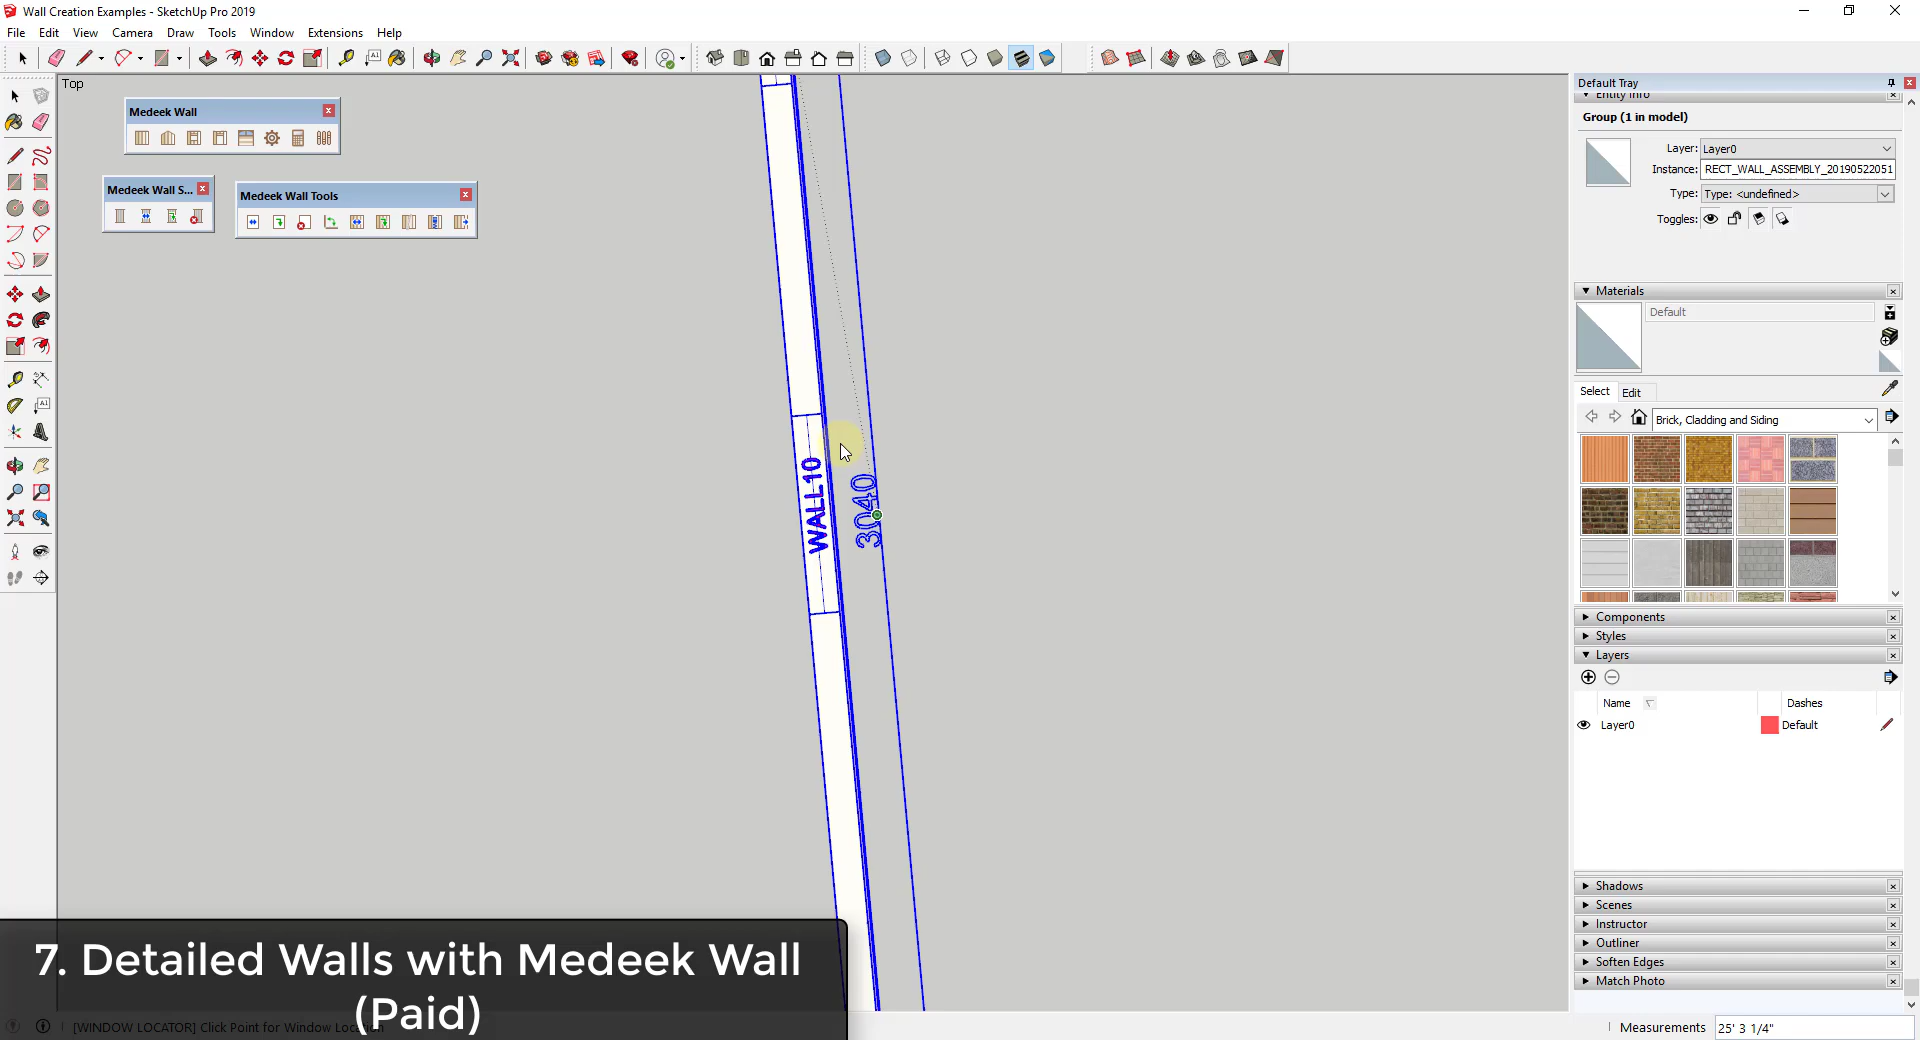 Wall Creation Examples - SketchUp Pro 2019
File Edit View Camera Draw Tools Window Extensions Help
Top
Default Tray
Entity Info
Medeek Wall
Group (1 in model)
Layer: Layer0
Instance: RECT_WALL_ASSEMBLY_20190522051
Type: Type: <undefined>
Toggles:
Medeek Wall S...
Medeek Wall Tools
Materials
Default
Select Edit
Brick, Cladding and Siding
WALL10
3040
Components
Styles
Layers
Name Dashes
Layer0 Default
Shadows
Scenes
Instructor
Outliner
Soften Edges
Match Photo
7. Detailed Walls with Medeek Wall
(Paid)
[WINDOW LOCATOR] Click Point for Window Location
Measurements 25' 3 1/4"